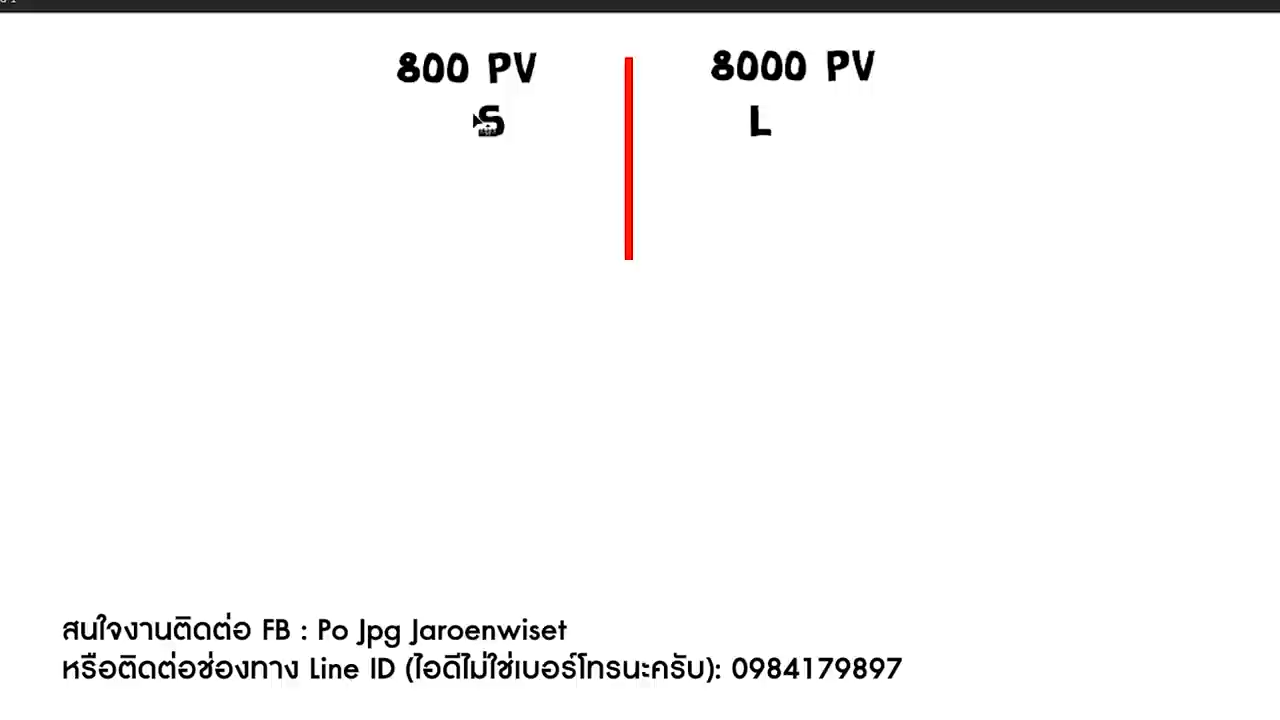 800 PV 8000 PV
S L
สนใจงานติดต่อ FB : Po Jpg Jaroenwiset
หรือติดต่อช่องทาง Line ID (ไอดีไม่ใช่เบอร์โทรนะครับ): 0984179897